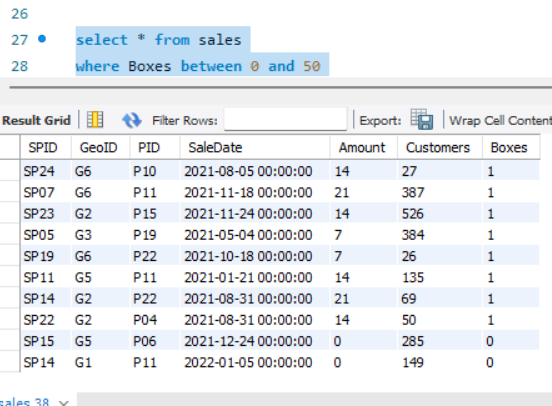 26
27 select * from sales
28 where Boxes between 0 and 50
Result Grid Filter Rows: Export: Wrap Cell Content
SPID GeoID PID SaleDate Amount Customers Boxes
SP24 G6 P10 2021-08-05 00:00:00 14 27 1
SP07 G6 P11 2021-11-18 00:00:00 21 387 1
SP23 G2 P15 2021-11-24 00:00:00 14 526 1
SP05 G3 P19 2021-05-04 00:00:00 7 384 1
SP19 G6 P22 2021-10-18 00:00:00 7 26 1
SP11 G5 P11 2021-01-21 00:00:00 14 135 1
SP14 G2 P22 2021-08-31 00:00:00 21 69 1
SP22 G2 P04 2021-08-31 00:00:00 14 50 1
SP15 G5 P06 2021-12-24 00:00:00 0 285 0
SP14 G1 P11 2022-01-05 00:00:00 0 149 0
sales 38